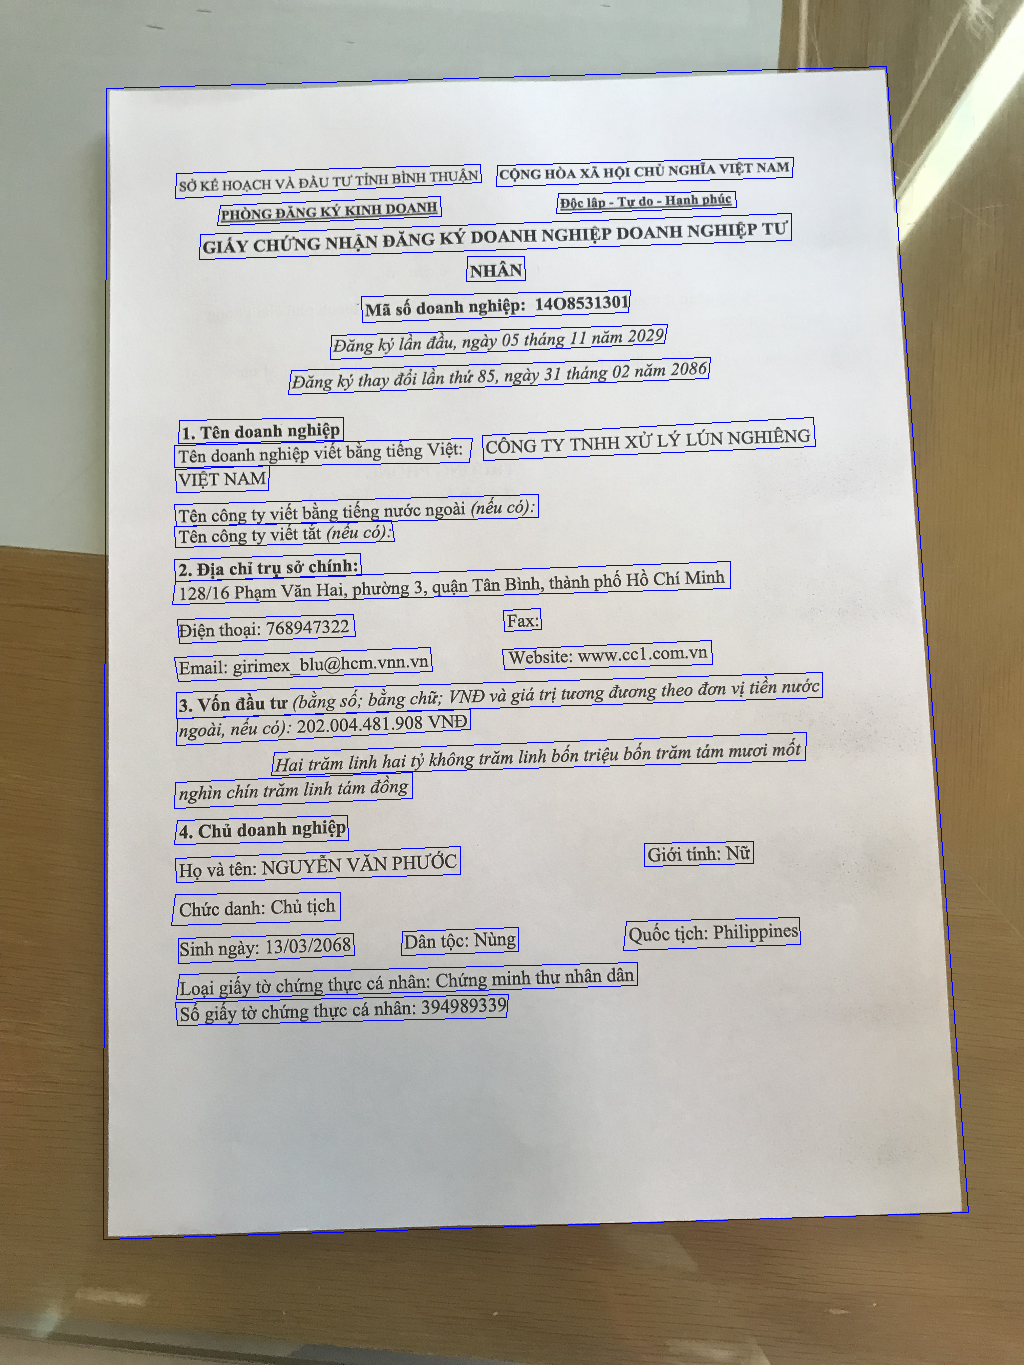 SỞ KẾ HOẠCH VÀ ĐẦU TƯ TỈNH BÌNH THUẬN CỘNG HÒA XÃ HỘI CHỦ NGHĨA VIỆT NAM
PHÒNG ĐĂNG KÝ KINH DOANH Độc lập - Tự do - Hạnh phúc
GIẤY CHỨNG NHẬN ĐĂNG KÝ DOANH NGHIỆP DOANH NGHIỆP TƯ
NHÂN
Mã số doanh nghiệp: 14O8531301
Đăng ký lần đầu, ngày 05 tháng 11 năm 2029
Đăng ký thay đổi lần thứ 85, ngày 31 tháng 02 năm 2086
1. Tên doanh nghiệp
Tên doanh nghiệp viết bằng tiếng Việt: CÔNG TY TNHH XỬ LÝ LÚN NGHIÊNG
VIỆT NAM
Tên công ty viết bằng tiếng nước ngoài (nếu có):
Tên công ty viết tắt (nếu có):
2. Địa chỉ trụ sở chính:
128/16 Phạm Văn Hai, phường 3, quận Tân Bình, thành phố Hồ Chí Minh
Điện thoại: 768947322 Fax:
Email: girimex_blu@hcm.vnn.vn Website: www.cc1.com.vn
3. Vốn đầu tư (bằng số; bằng chữ; VNĐ và giá trị tương đương theo đơn vị tiền nước
ngoài, nếu có): 202.004.481.908 VNĐ
Hai trăm linh hai tỷ không trăm linh bốn triệu bốn trăm tám mươi mốt
nghìn chín trăm linh tám đồng
4. Chủ doanh nghiệp
Họ và tên: NGUYỄN VĂN PHƯỚC Giới tính: Nữ
Chức danh: Chủ tịch
Sinh ngày: 13/03/2068 Dân tộc: Nùng Quốc tịch: Philippines
Loại giấy tờ chứng thực cá nhân: Chứng minh thư nhân dân
Số giấy tờ chứng thực cá nhân: 394989339